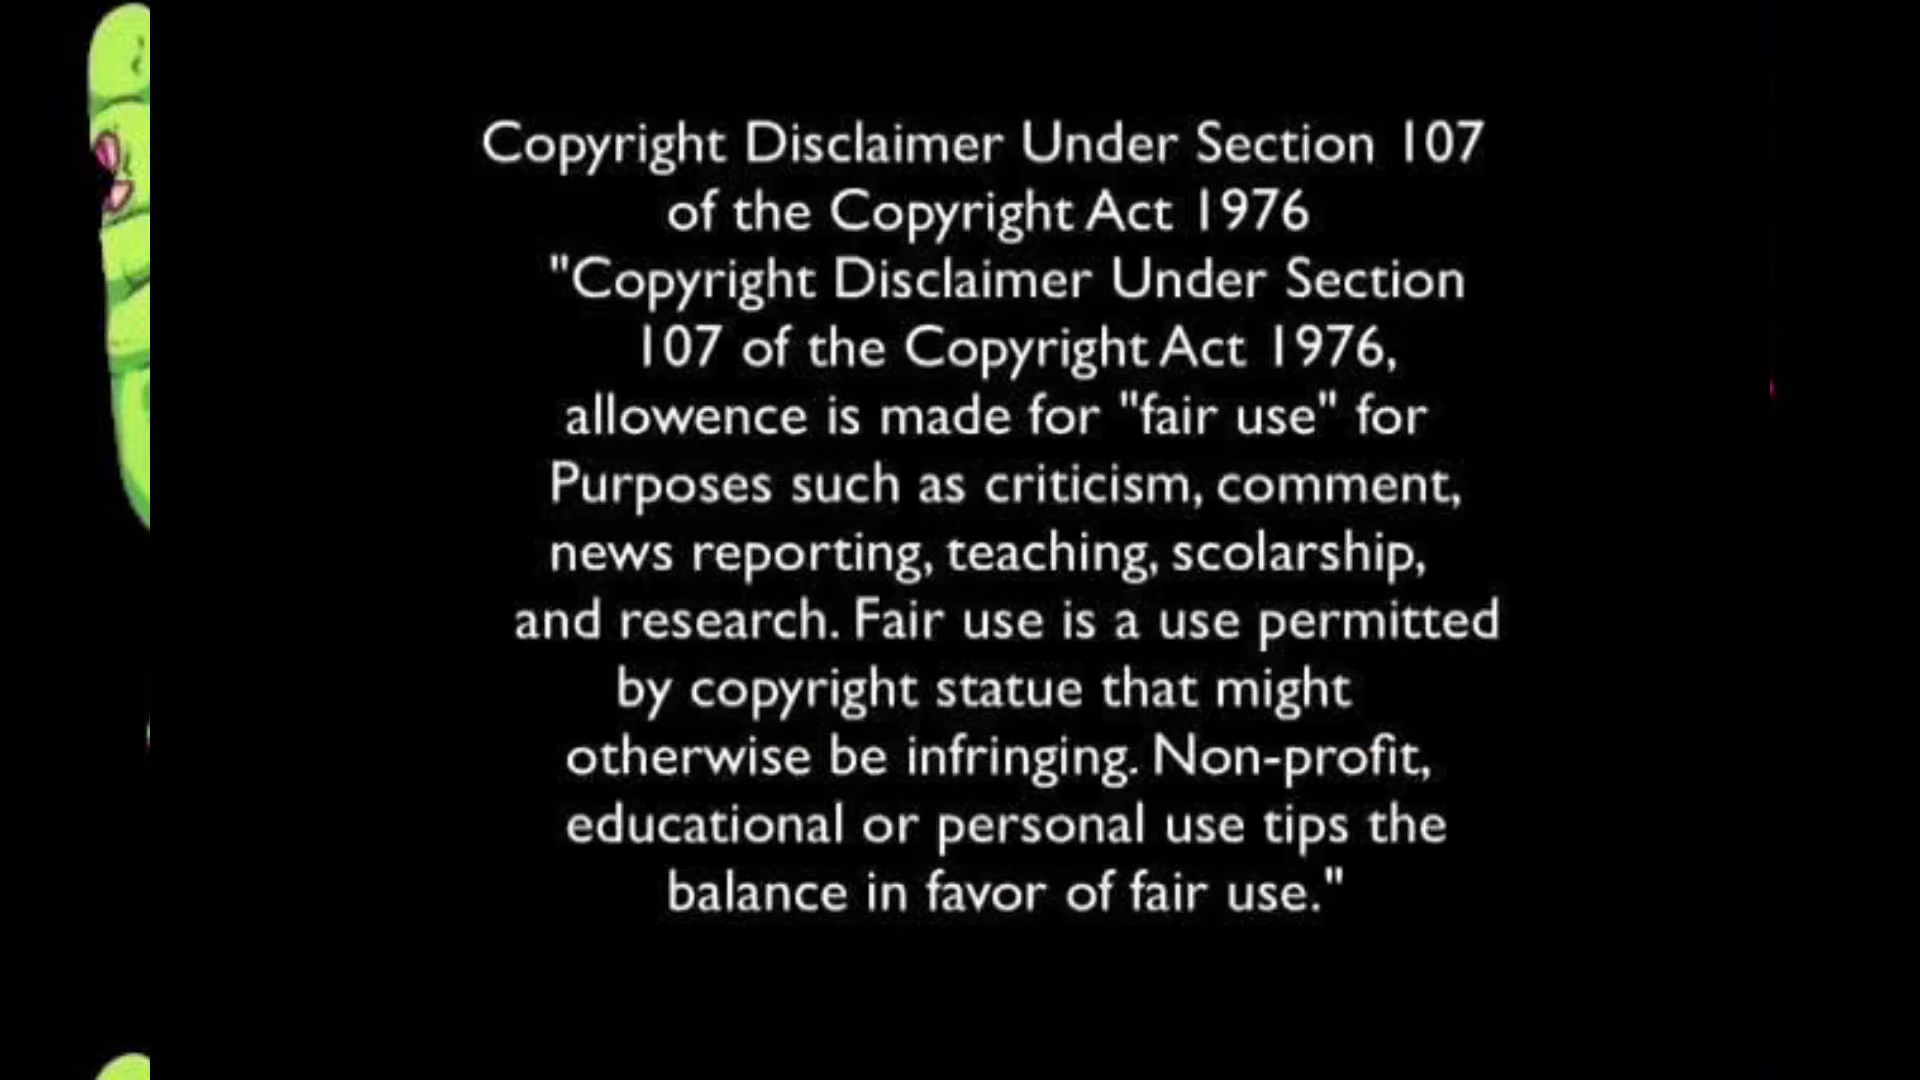 Copyright Disclaimer Under Section 107
of the Copyright Act 1976
"Copyright Disclaimer Under Section
107 of the Copyright Act 1976,
allowence is made for "fair use" for
Purposes such as criticism, comment,
news reporting, teaching, scolarship,
and research. Fair use is a use permitted
by copyright statue that might
otherwise be infringing. Non-profit,
educational or personal use tips the
balance in favor of fair use."